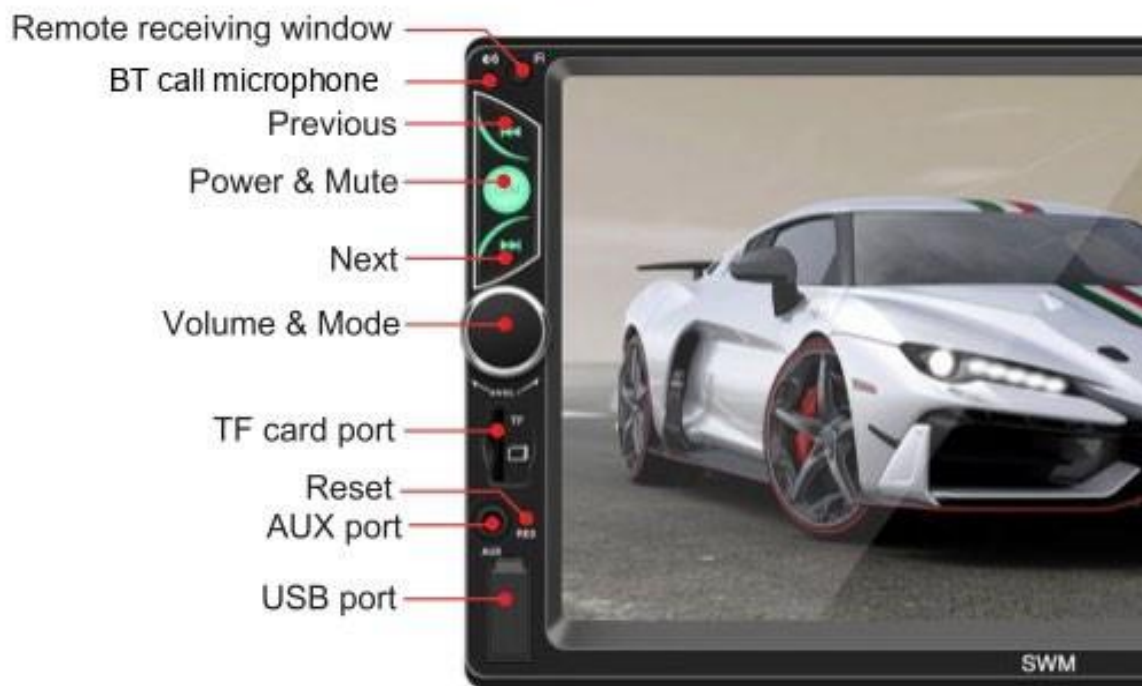 Remote receiving window
IR
BT call microphone
Previous
Power & Mute
Next
Volume & Mode
TF card port
TF
Reset
AUX port
RES
AUX
USB port
SWM